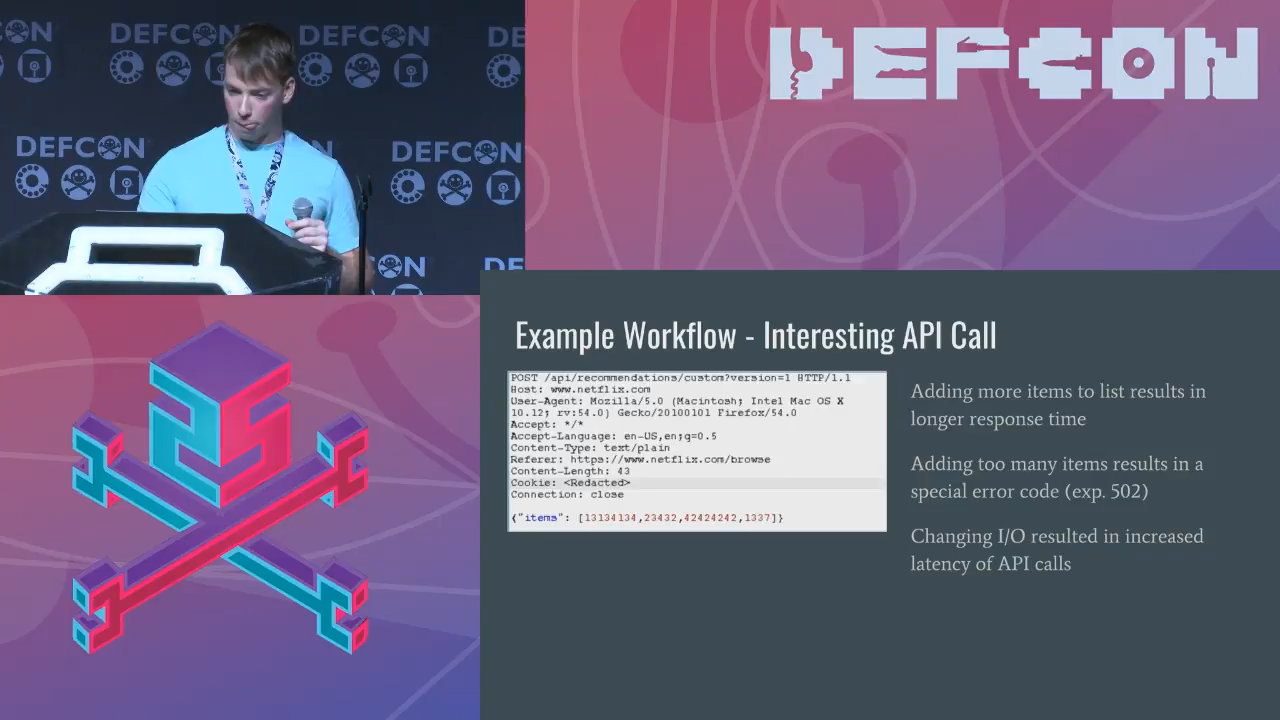 DEFCON
DEFCON
DE
DEFCON
DEFCON
DE
DEFCON
Example Workflow - Interesting API Call
POST /api/recommendations/custom?version=1 HTTP/1.1
Host: www.netflix.com
User-Agent: Mozilla/5.0 (Macintosh; Intel Mac OS X
10.12; rv:54.0) Gecko/20100101 Firefox/54.0
Accept: */*
Accept-Language: en-US,en;q=0.5
Content-Type: text/plain
Referer: https://www.netflix.com/browse
Content-Length: 43
Cookie: <Redacted>
Connection: close
{"items": [13134134,23432,42424242,1337]}
Adding more items to list results in
longer response time
Adding too many items results in a
special error code (exp. 502)
Changing I/O resulted in increased
latency of API calls